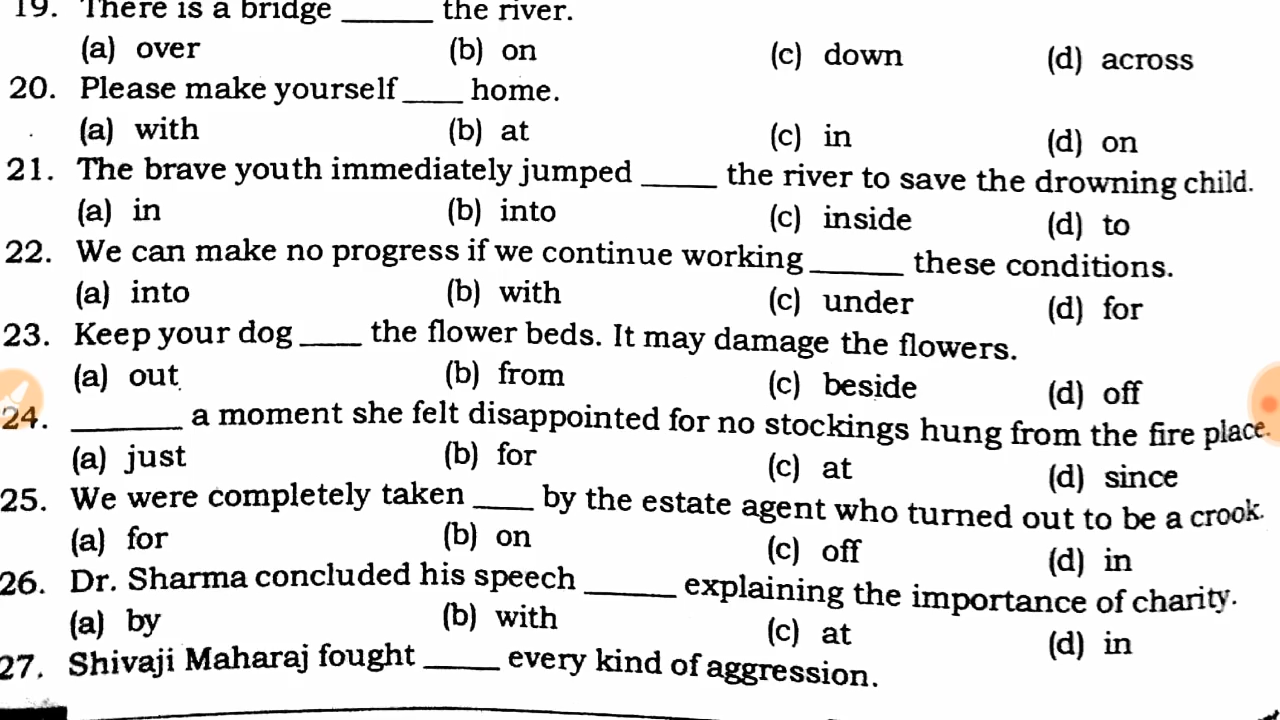 19. There is a bridge ______ the river.
(a) over (b) on (c) down (d) across
20. Please make yourself ____ home.
(a) with (b) at (c) in (d) on
21. The brave youth immediately jumped _____ the river to save the drowning child.
(a) in (b) into (c) inside (d) to
22. We can make no progress if we continue working ______ these conditions.
(a) into (b) with (c) under (d) for
23. Keep your dog ____ the flower beds. It may damage the flowers.
(a) out (b) from (c) beside (d) off
24. _______ a moment she felt disappointed for no stockings hung from the fire place.
(a) just (b) for (c) at (d) since
25. We were completely taken ____ by the estate agent who turned out to be a crook.
(a) for (b) on (c) off (d) in
26. Dr. Sharma concluded his speech ______ explaining the importance of charity.
(a) by (b) with (c) at (d) in
27. Shivaji Maharaj fought _____ every kind of aggression.